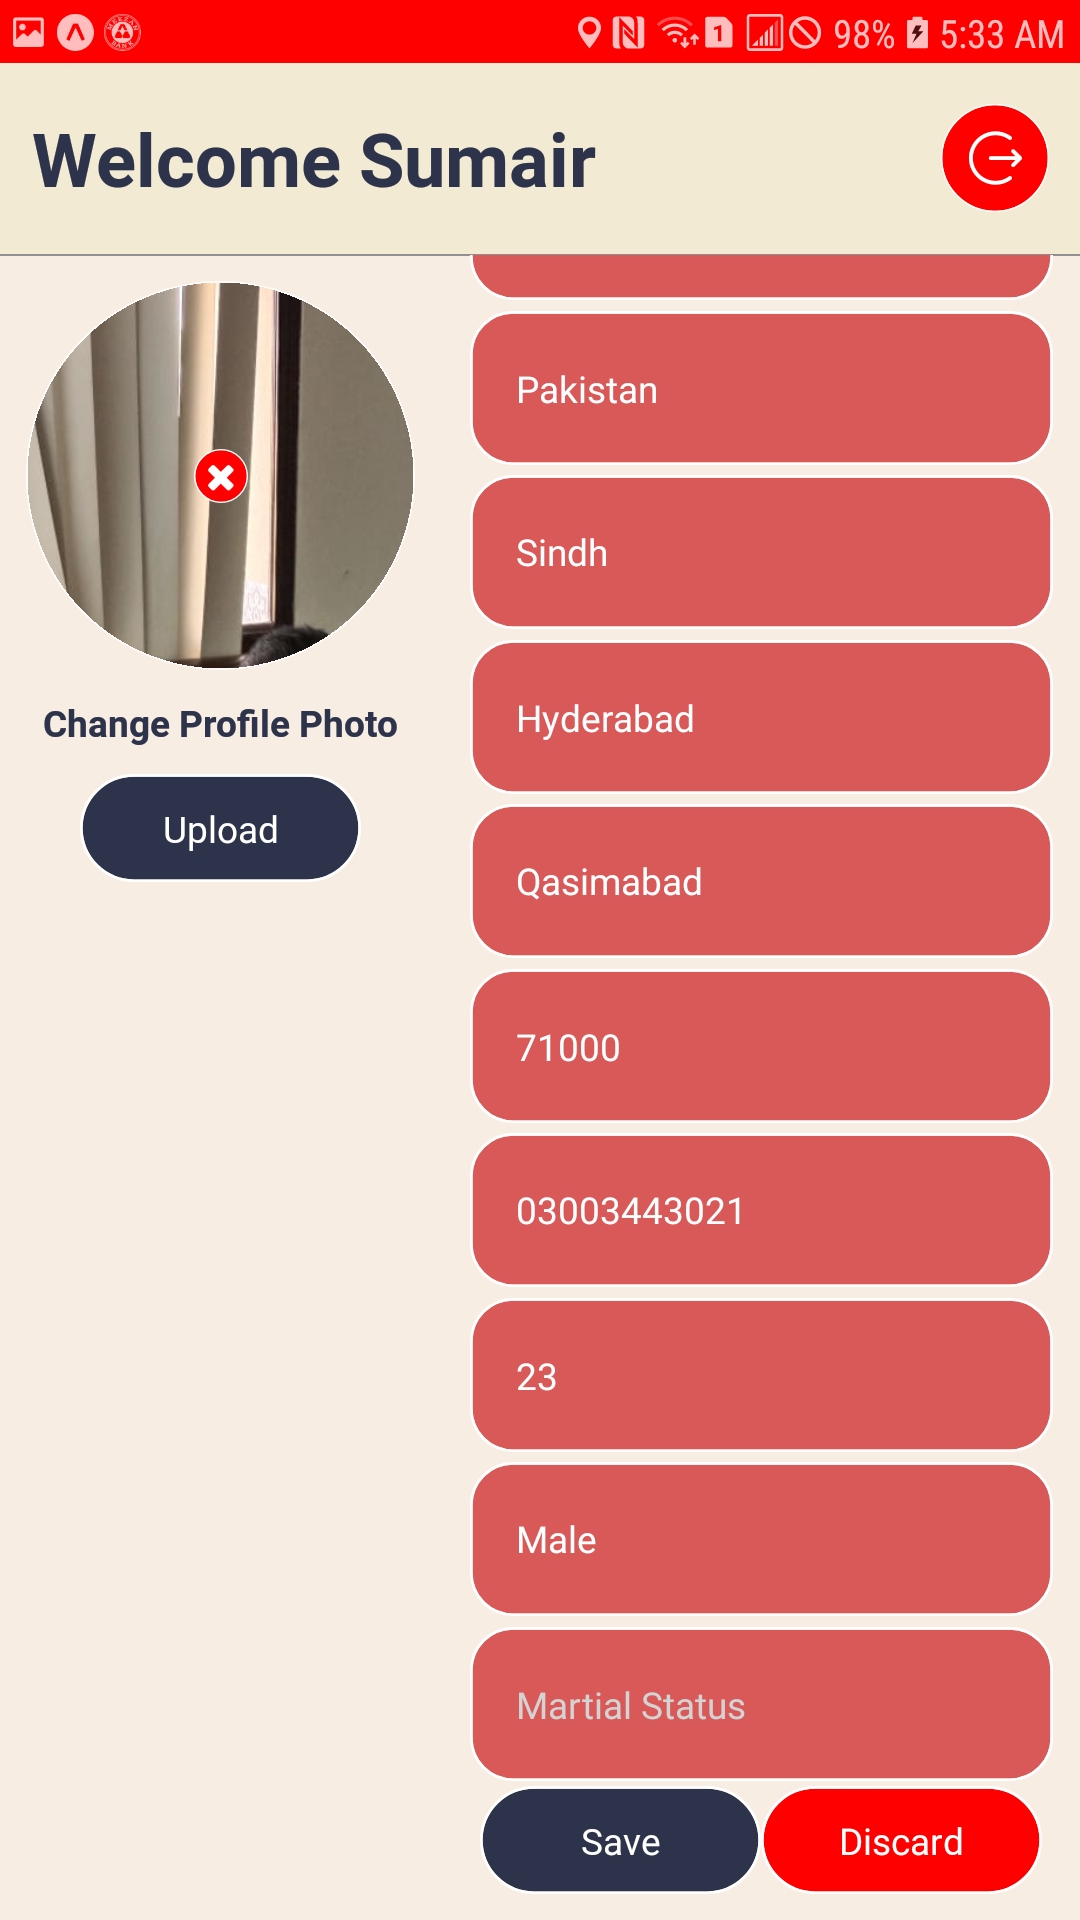 1 98% 5:33 AM
Welcome Sumair
Change Profile Photo
Upload
Pakistan
Sindh
Hyderabad
Qasimabad
71000
03003443021
23
Male
Martial Status
Save Discard